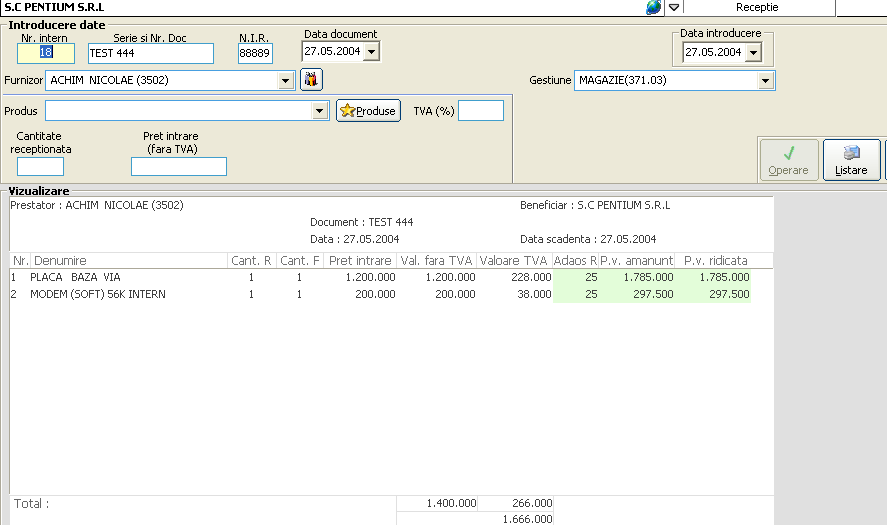 S.C PENTIUM S.R.L Receptie
Introducere date
Nr. intern Serie si Nr. Doc N.I.R. Data document Data introducere
18 TEST 444 88889 27.05.2004 27.05.2004
Furnizor ACHIM NICOLAE (3502) Gestiune MAGAZIE(371.03)
Produs Produse TVA (%)
Cantitate receptionata
Pret intrare (fara TVA)
Operare Listare
Vizualizare
Prestator : ACHIM NICOLAE (3502) Beneficiar : S.C PENTIUM S.R.L
Document : TEST 444
Data : 27.05.2004 Data scadenta : 27.05.2004
Nr. Denumire Cant. R Cant. F Pret intrare Val. fara TVA Valoare TVA Adaos R P.v. amanunt P.v. ridicata
1 PLACA BAZA VIA 1 1 1.200.000 1.200.000 228.000 25 1.785.000 1.785.000
2 MODEM (SOFT) 56K INTERN 1 1 200.000 200.000 38.000 25 297.500 297.500
Total : 1.400.000 266.000
1.666.000